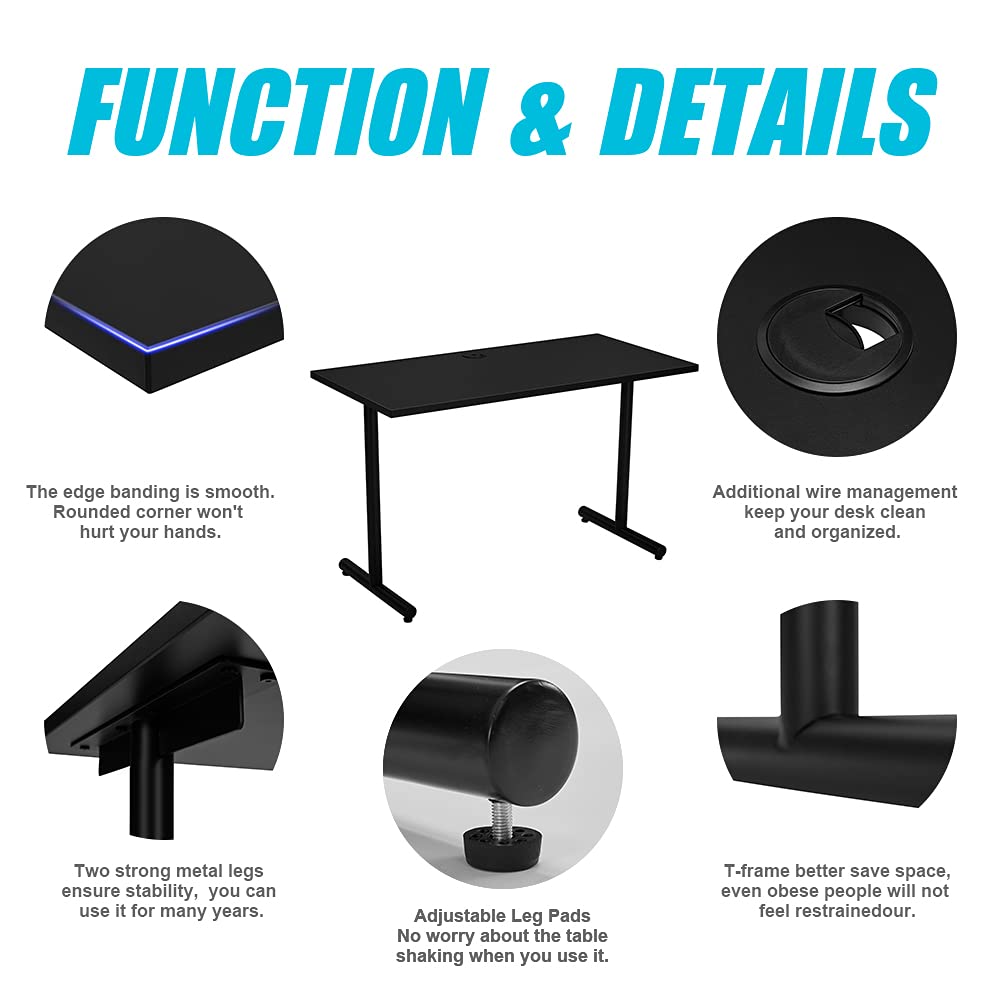 FUNCTION & DETAILS
The edge banding is smooth.
Rounded corner won't
hurt your hands.
Additional wire management
keep your desk clean
and organized.
Two strong metal legs
ensure stability, you can
use it for many years.
Adjustable Leg Pads
No worry about the table
shaking when you use it.
T-frame better save space,
even obese people will not
feel restrainedour.